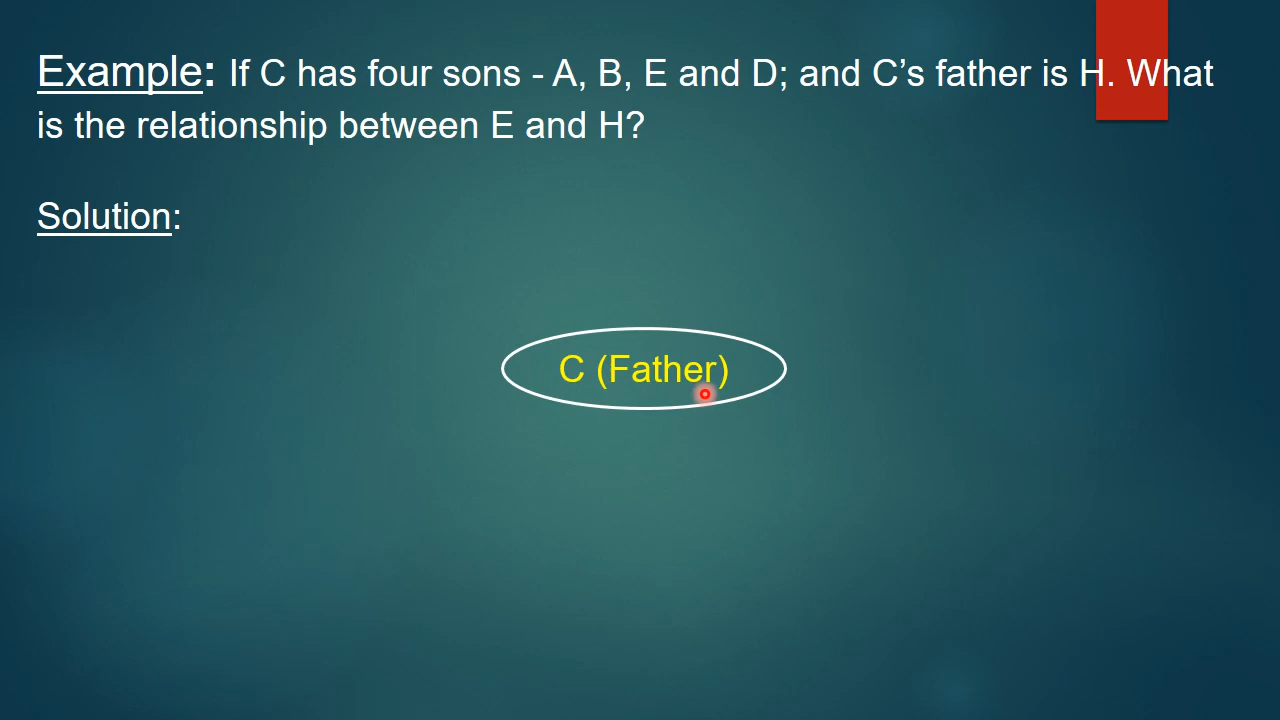 Example: If C has four sons - A, B, E and D; and C’s father is H. What
is the relationship between E and H?
Solution:
C (Father)